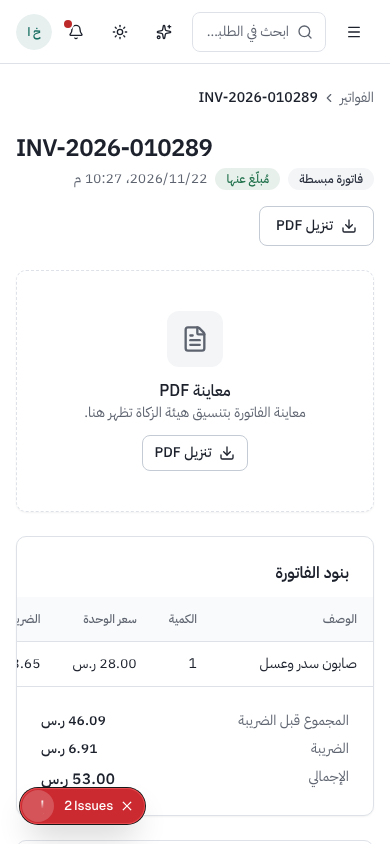 ابحث في الطلبـ...
خ ا
الفواتير › INV-2026-010289
INV-2026-010289
فاتورة مبسطة مُبلّغ عنها 2026/11/22، 10:27 م
تنزيل PDF
معاينة PDF
معاينة الفاتورة بتنسيق هيئة الزكاة تظهر هنا.
تنزيل PDF
بنود الفاتورة
الوصف الكمية سعر الوحدة
صابون سدر وعسل 1 28.00 ر.س
المجموع قبل الضريبة 46.09 ر.س
الضريبة 6.91 ر.س
الإجمالي 53.00 ر.س
2 Issues